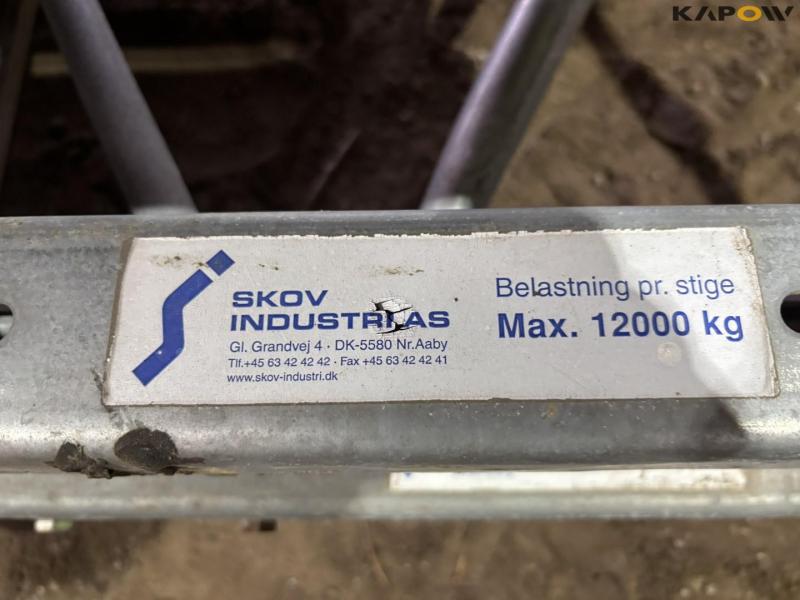 KAPOW
SKOV
INDUSTRI AS
Gl. Grandvej 4 · DK-5580 Nr.Aaby
Tlf.+45 63 42 42 42 · Fax +45 63 42 42 41
www.skov-industri.dk
Belastning pr. stige
Max. 12000 kg